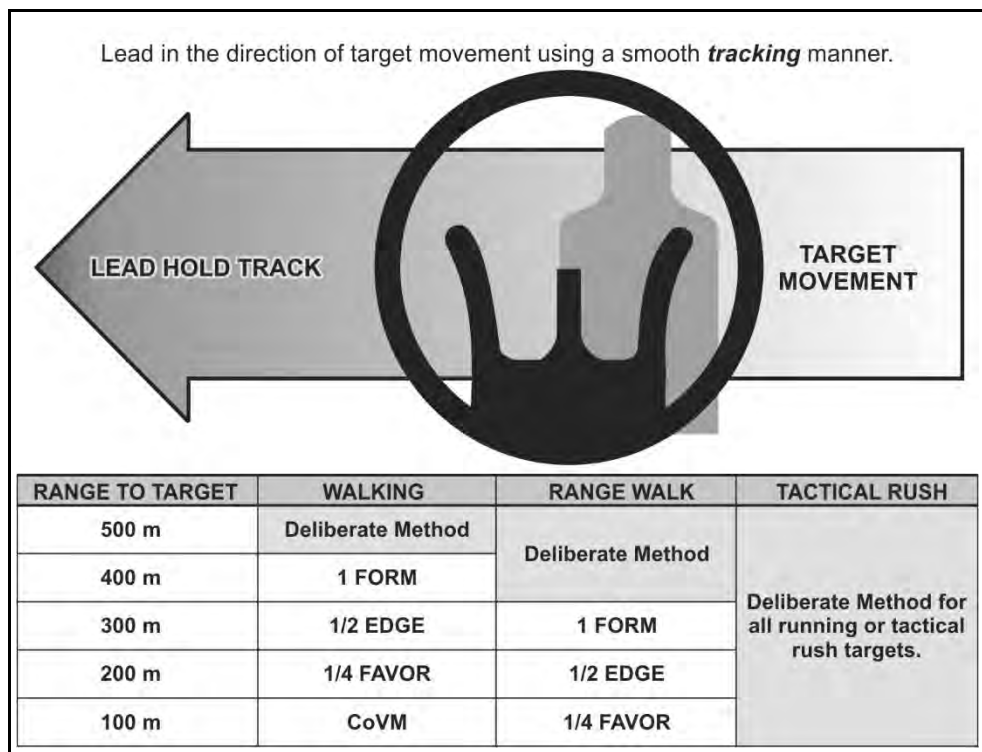 Lead in the direction of target movement using a smooth tracking manner.
LEAD HOLD TRACK
TARGET
MOVEMENT
RANGE TO TARGET WALKING RANGE WALK TACTICAL RUSH
500 m Deliberate Method
Deliberate Method
400 m 1 FORM
300 m 1/2 EDGE 1 FORM
200 m 1/4 FAVOR 1/2 EDGE
100 m CoVM 1/4 FAVOR
Deliberate Method for
all running or tactical
rush targets.